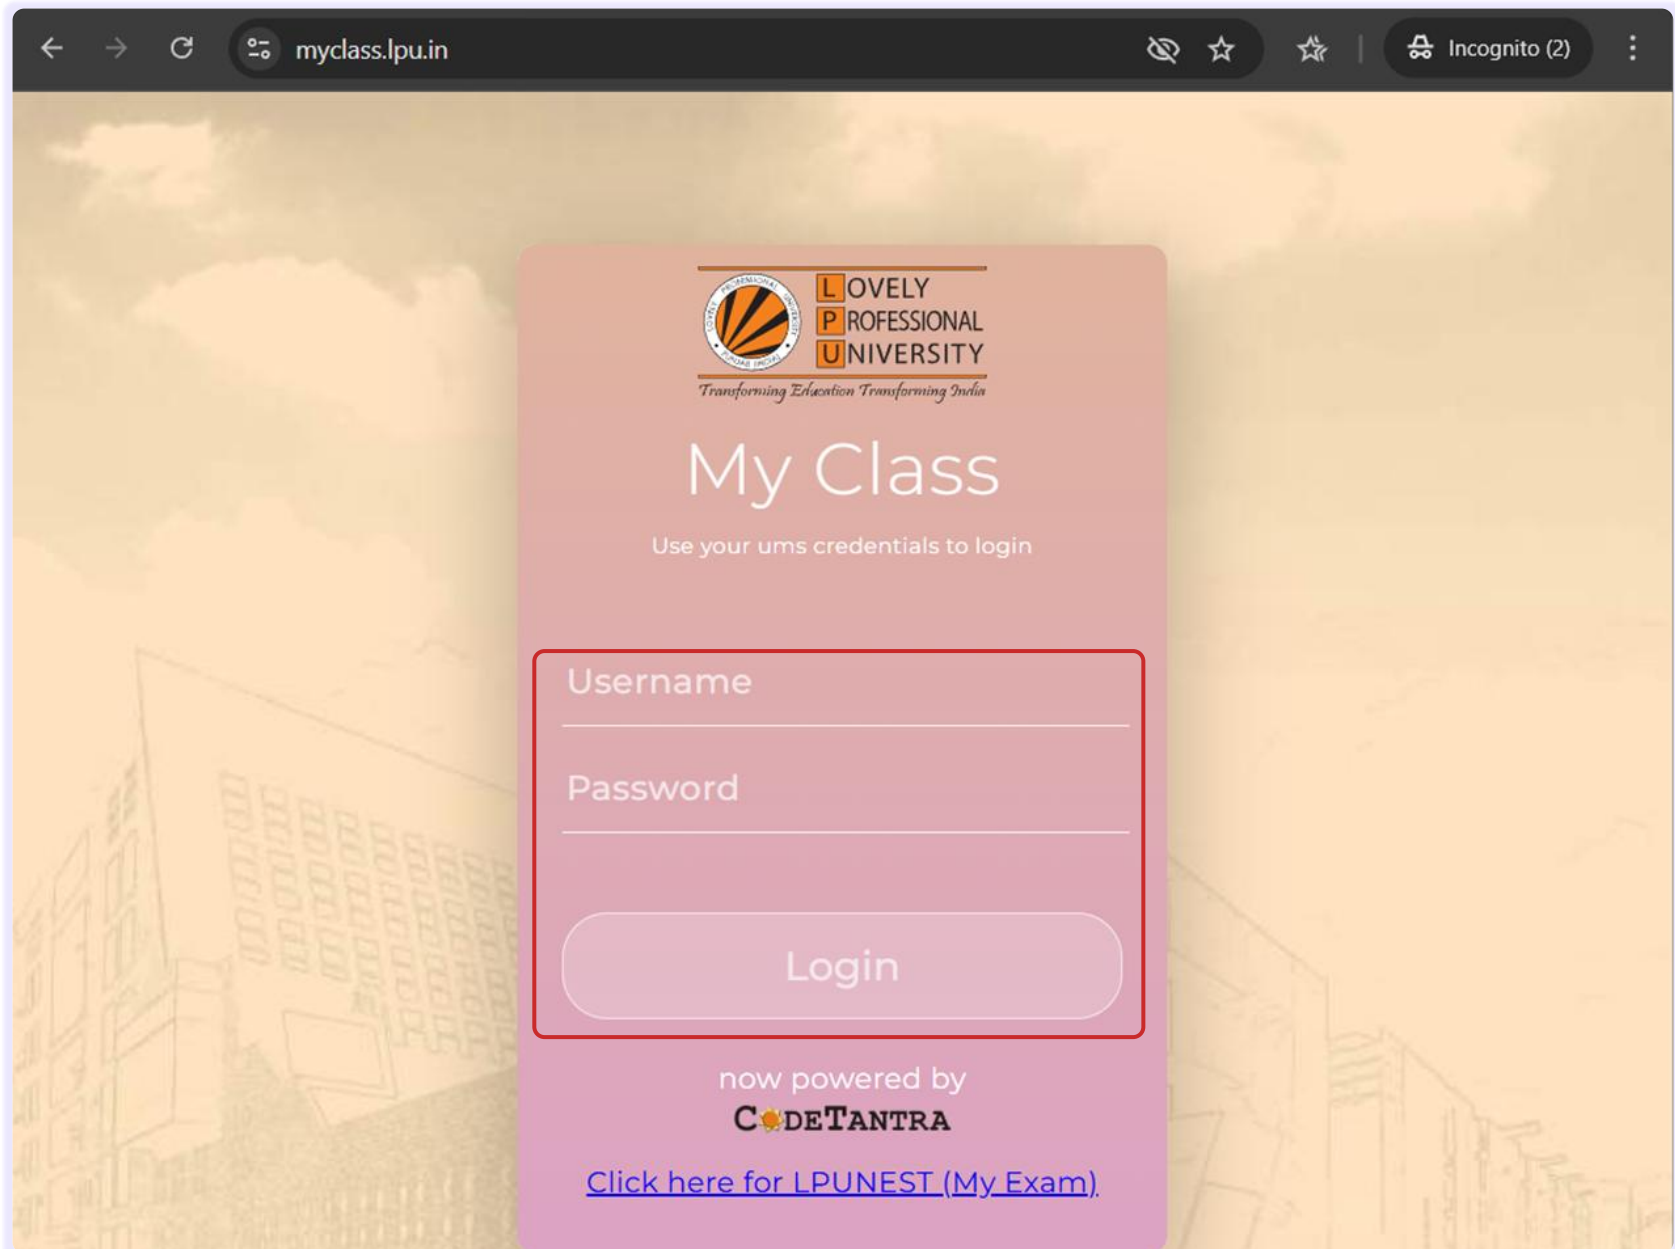 myclass.lpu.in
Incognito (2)
LOVELY
PROFESSIONAL
UNIVERSITY
Transforming Education Transforming India
My Class
Use your ums credentials to login
Username
Password
Login
now powered by
CODETANTRA
Click here for LPUNEST (My Exam)